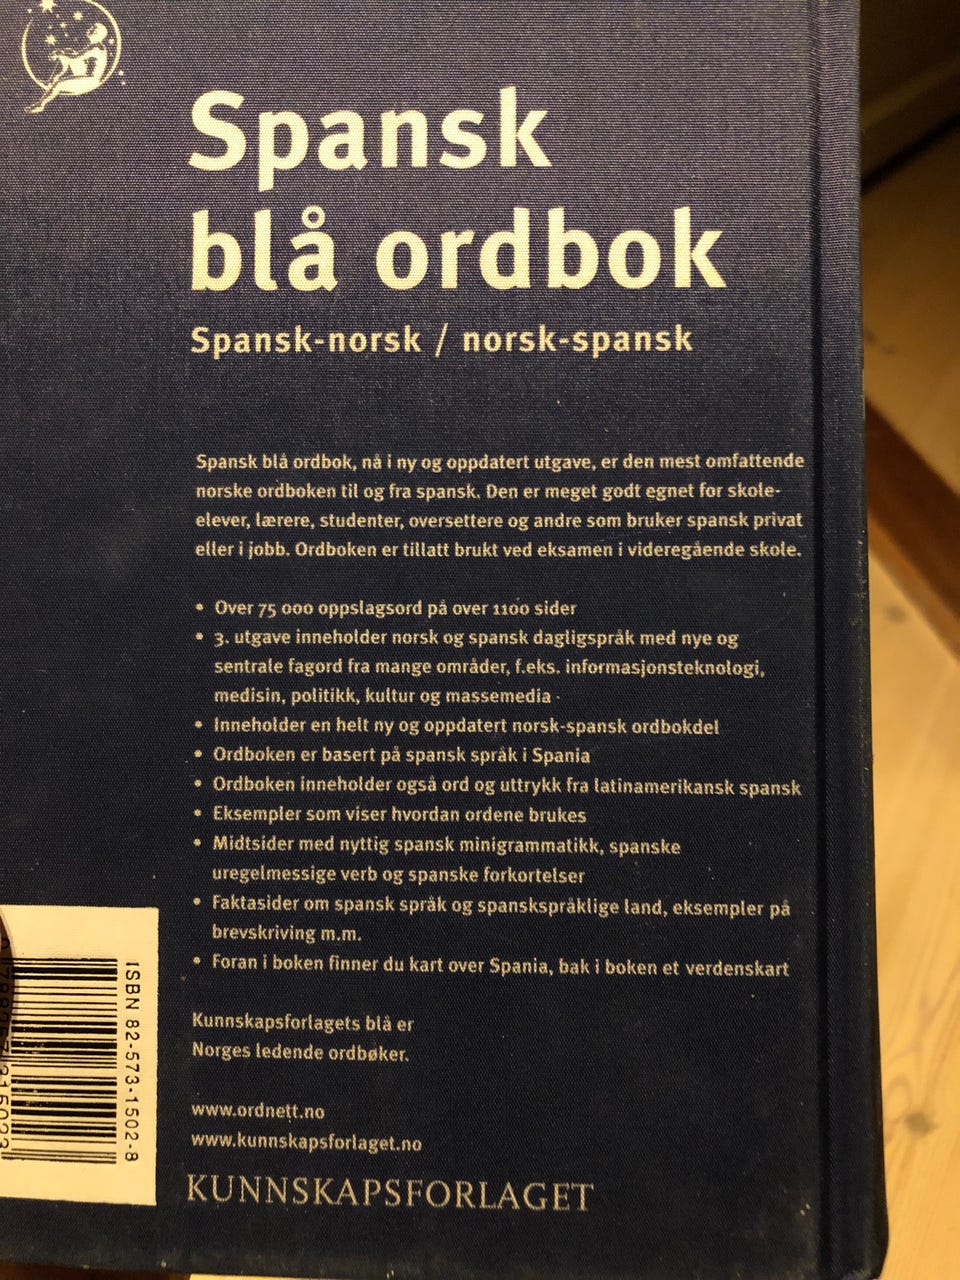 Spansk
blå ordbok
Spansk-norsk / norsk-spansk
Spansk blå ordbok, nå i ny og oppdatert utgave, er den mest omfattende
norske ordboken til og fra spansk. Den er meget godt egnet for skole-
elever, lærere, studenter, oversettere og andre som bruker spansk privat
eller i jobb. Ordboken er tillatt brukt ved eksamen i videregående skole.
• Over 75 000 oppslagsord på over 1100 sider
• 3. utgave inneholder norsk og spansk dagligspråk med nye og
sentrale fagord fra mange områder, f.eks. informasjonsteknologi,
medisin, politikk, kultur og massemedia
• Inneholder en helt ny og oppdatert norsk-spansk ordbokdel
• Ordboken er basert på spansk språk i Spania
• Ordboken inneholder også ord og uttrykk fra latinamerikansk spansk
• Eksempler som viser hvordan ordene brukes
• Midtsider med nyttig spansk minigrammatikk, spanske
uregelmessige verb og spanske forkortelser
• Faktasider om spansk språk og spanskspråklige land, eksempler på
brevskriving m.m.
• Foran i boken finner du kart over Spania, bak i boken et verdenskart
Kunnskapsforlagets blå er
Norges ledende ordbøker.
www.ordnett.no
www.kunnskapsforlaget.no
KUNNSKAPSFORLAGET
ISBN 82-573-1502-8